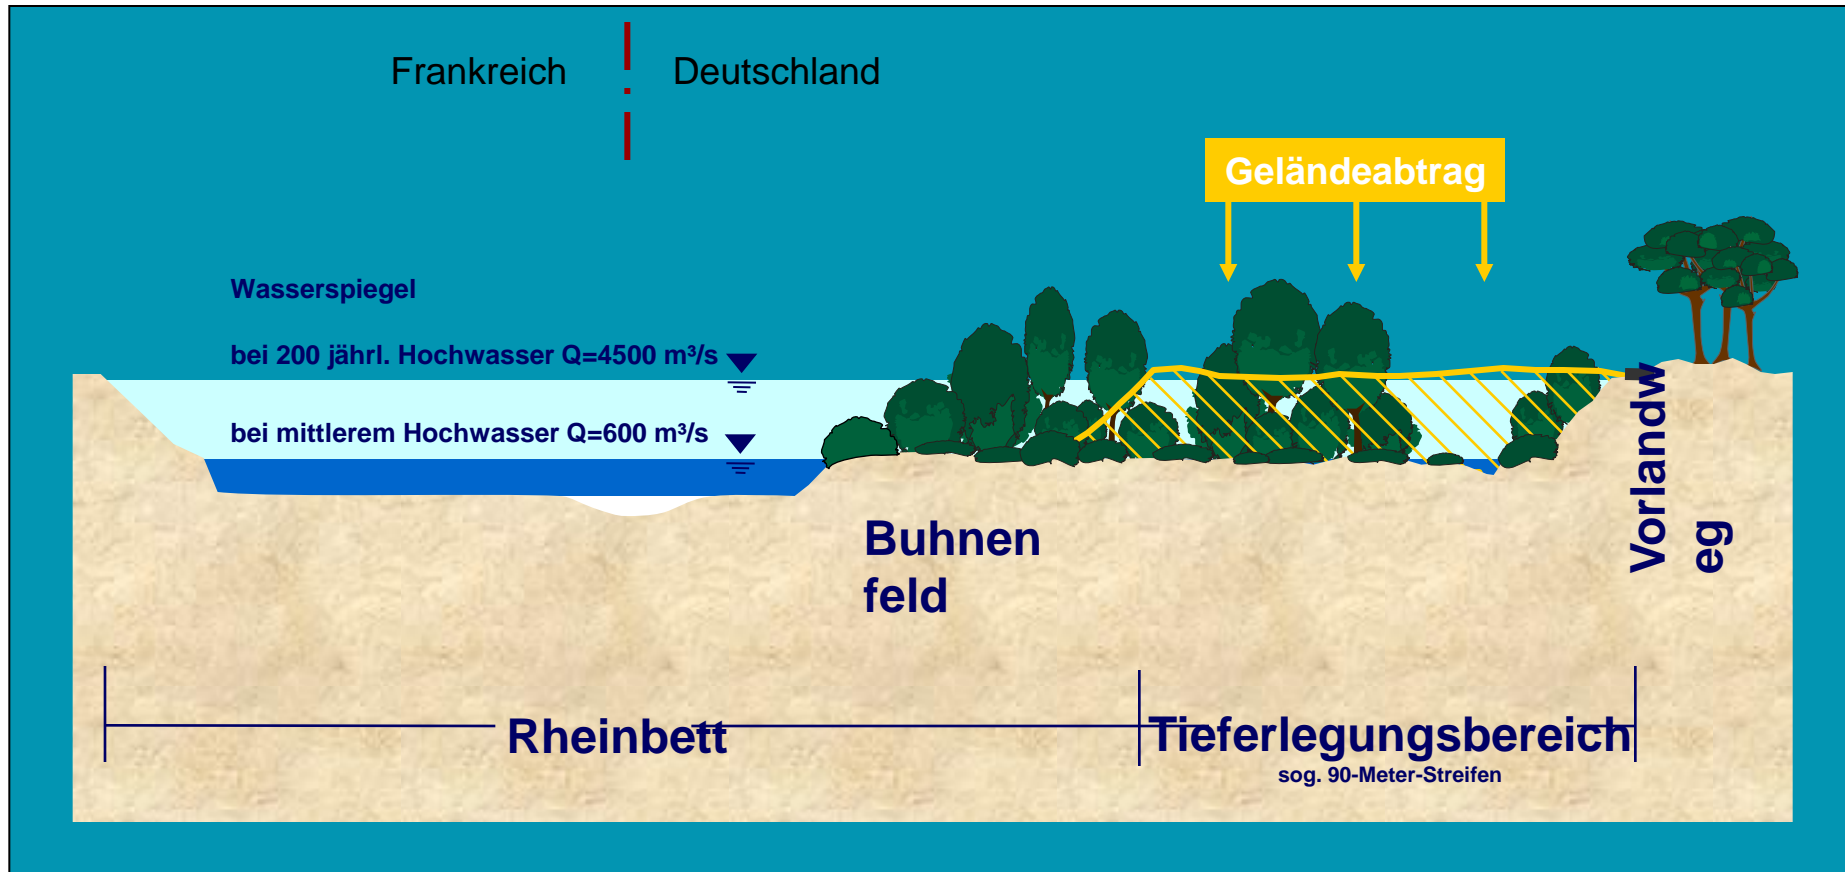 Frankreich
Deutschland
Geländeabtrag
Wasserspiegel
bei 200 jährl. Hochwasser Q=4500 m³/s
bei mittlerem Hochwasser Q=600 m³/s
Buhnen
feld
Vorlandw
eg
Rheinbett
Tieferlegungsbereich
sog. 90-Meter-Streifen